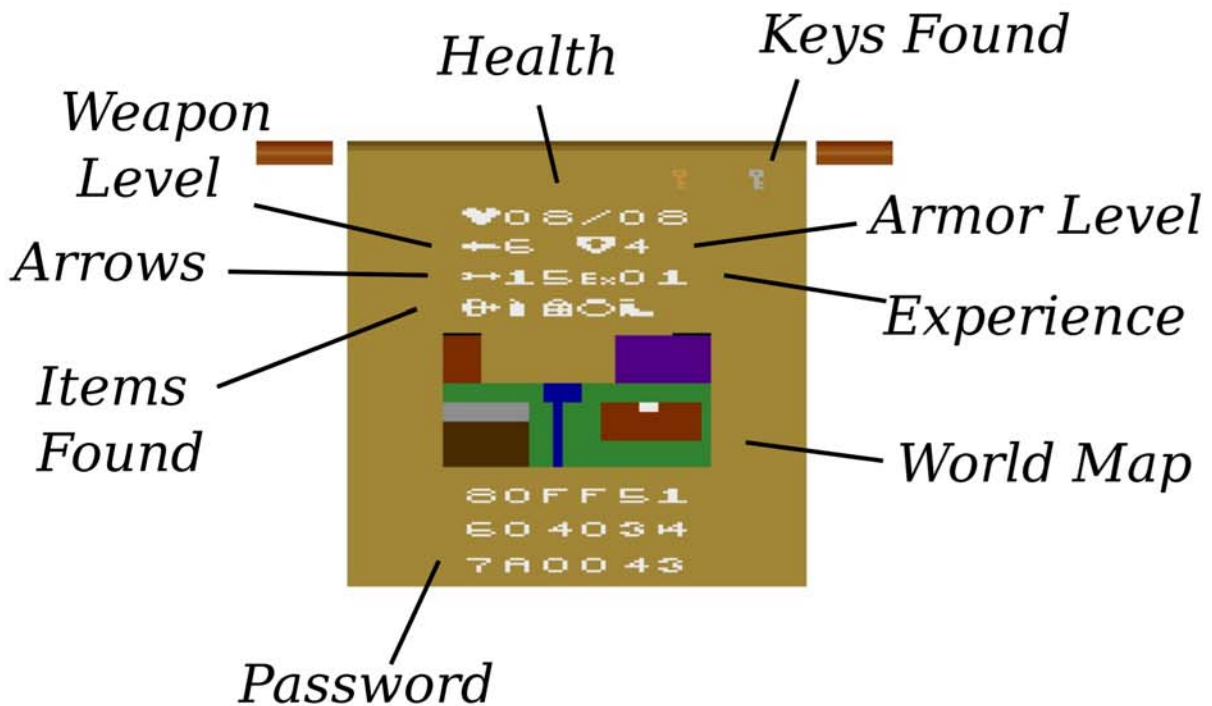 Keys Found
Health
Weapon
Level
08/08
6 4
Armor Level
Arrows
15 Ex01
Experience
Items
Found
World Map
80FF51
604034
7A0043
Password